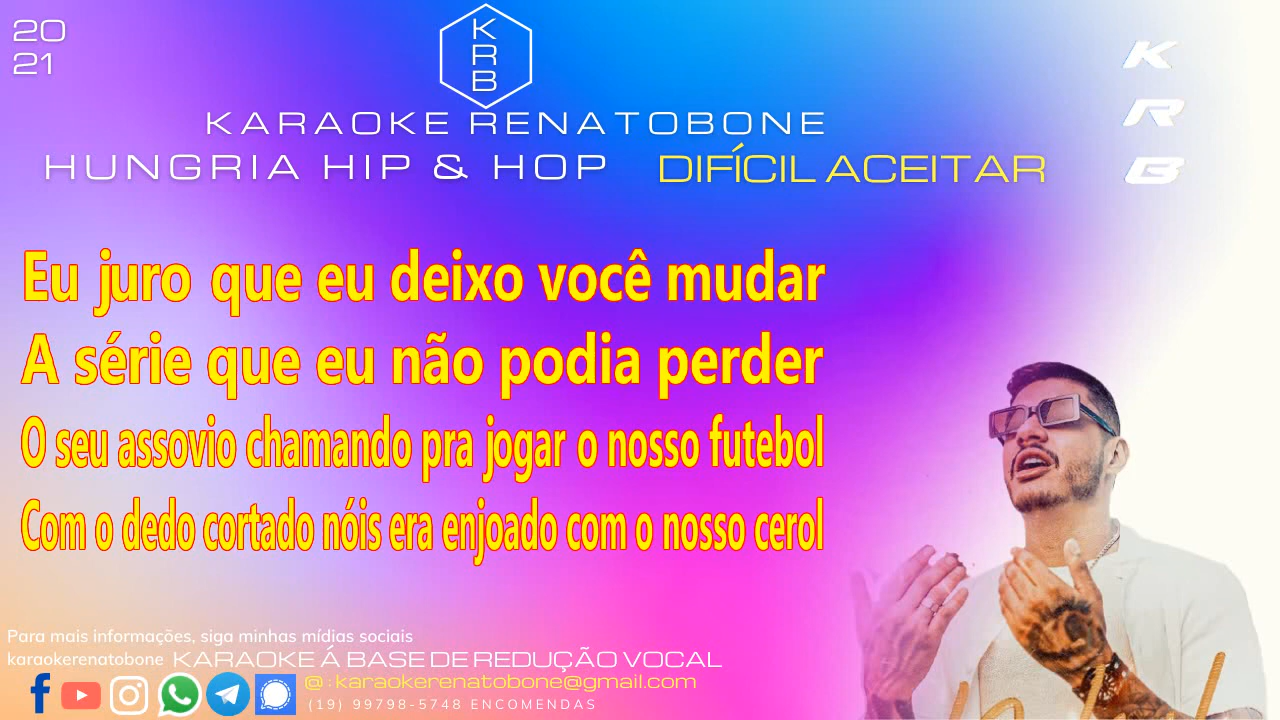 20
21
K
R
B
KARAOKE RENATOBONE
HUNGRIA HIP & HOP DIFÍCIL ACEITAR
K
R
B
Eu juro que eu deixo você mudar
A série que eu não podia perder
O seu assovio chamando pra jogar o nosso futebol
Com o dedo cortado nóis era enjoado com o nosso cerol
Para mais informações, siga minhas mídias sociais
karaokerenatobone KARAOKE Á BASE DE REDUÇÃO VOCAL
@ : karaokerenatobone@gmail.com
(19) 99798-5748 ENCOMENDAS